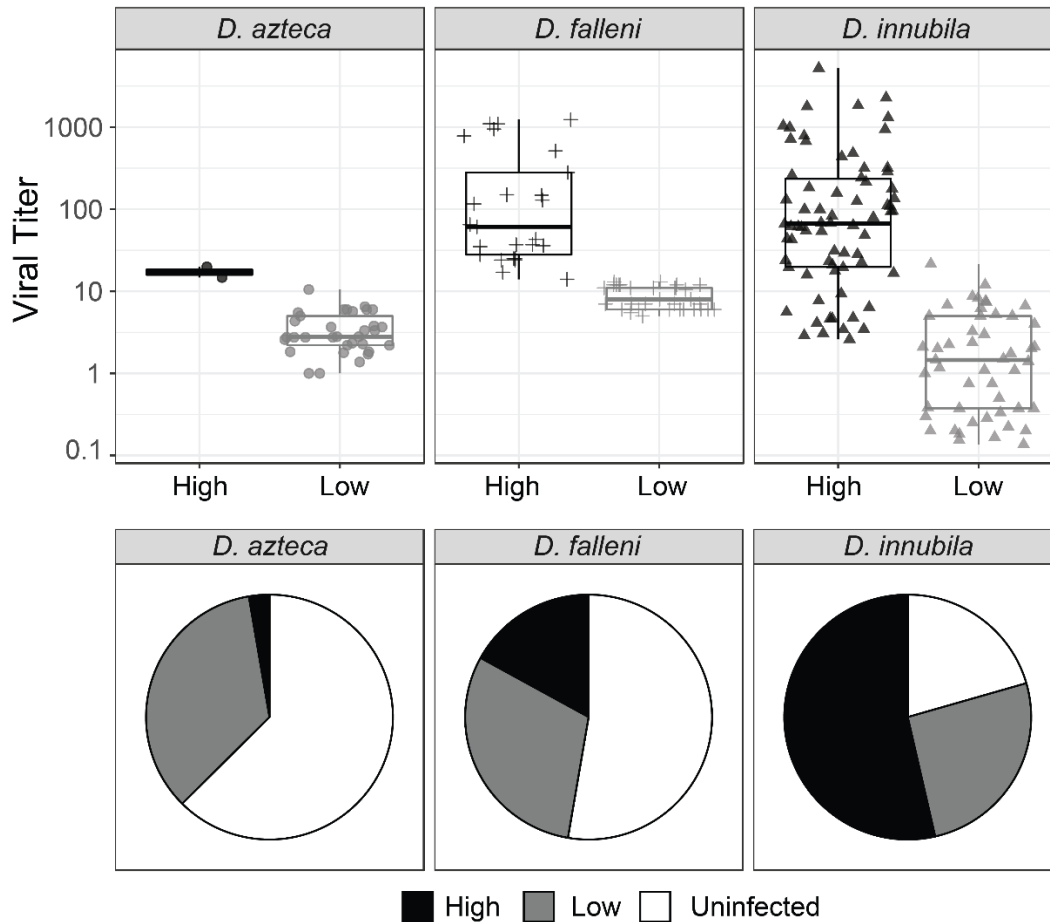 D. azteca D. falleni D. innubila
Viral Titer
1000
100
10
1
0.1
High Low High Low High Low
D. azteca D. falleni D. innubila
High Low Uninfected